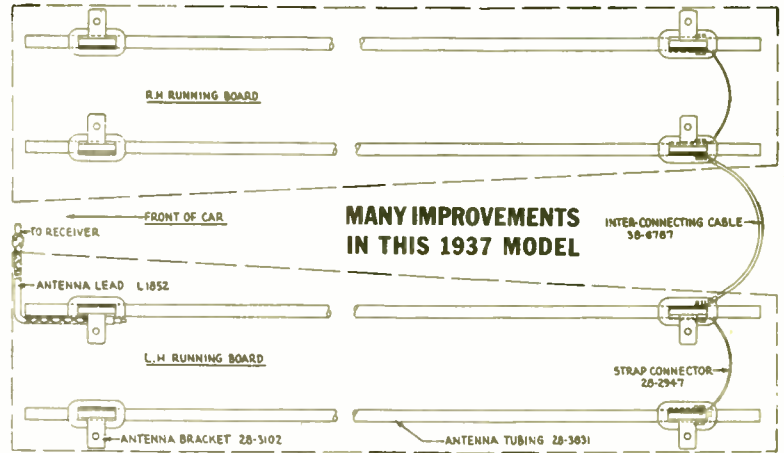 R.H RUNNING BOARD
FRONT OF CAR
TO RECEIVER
MANY IMPROVEMENTS
IN THIS 1937 MODEL
INTER-CONNECTING CABLE
38-6787
ANTENNA LEAD L1852
L.H RUNNING BOARD
STRAP CONNECTOR
28-2947
ANTENNA BRACKET 28-3102
ANTENNA TUBING 28-3831